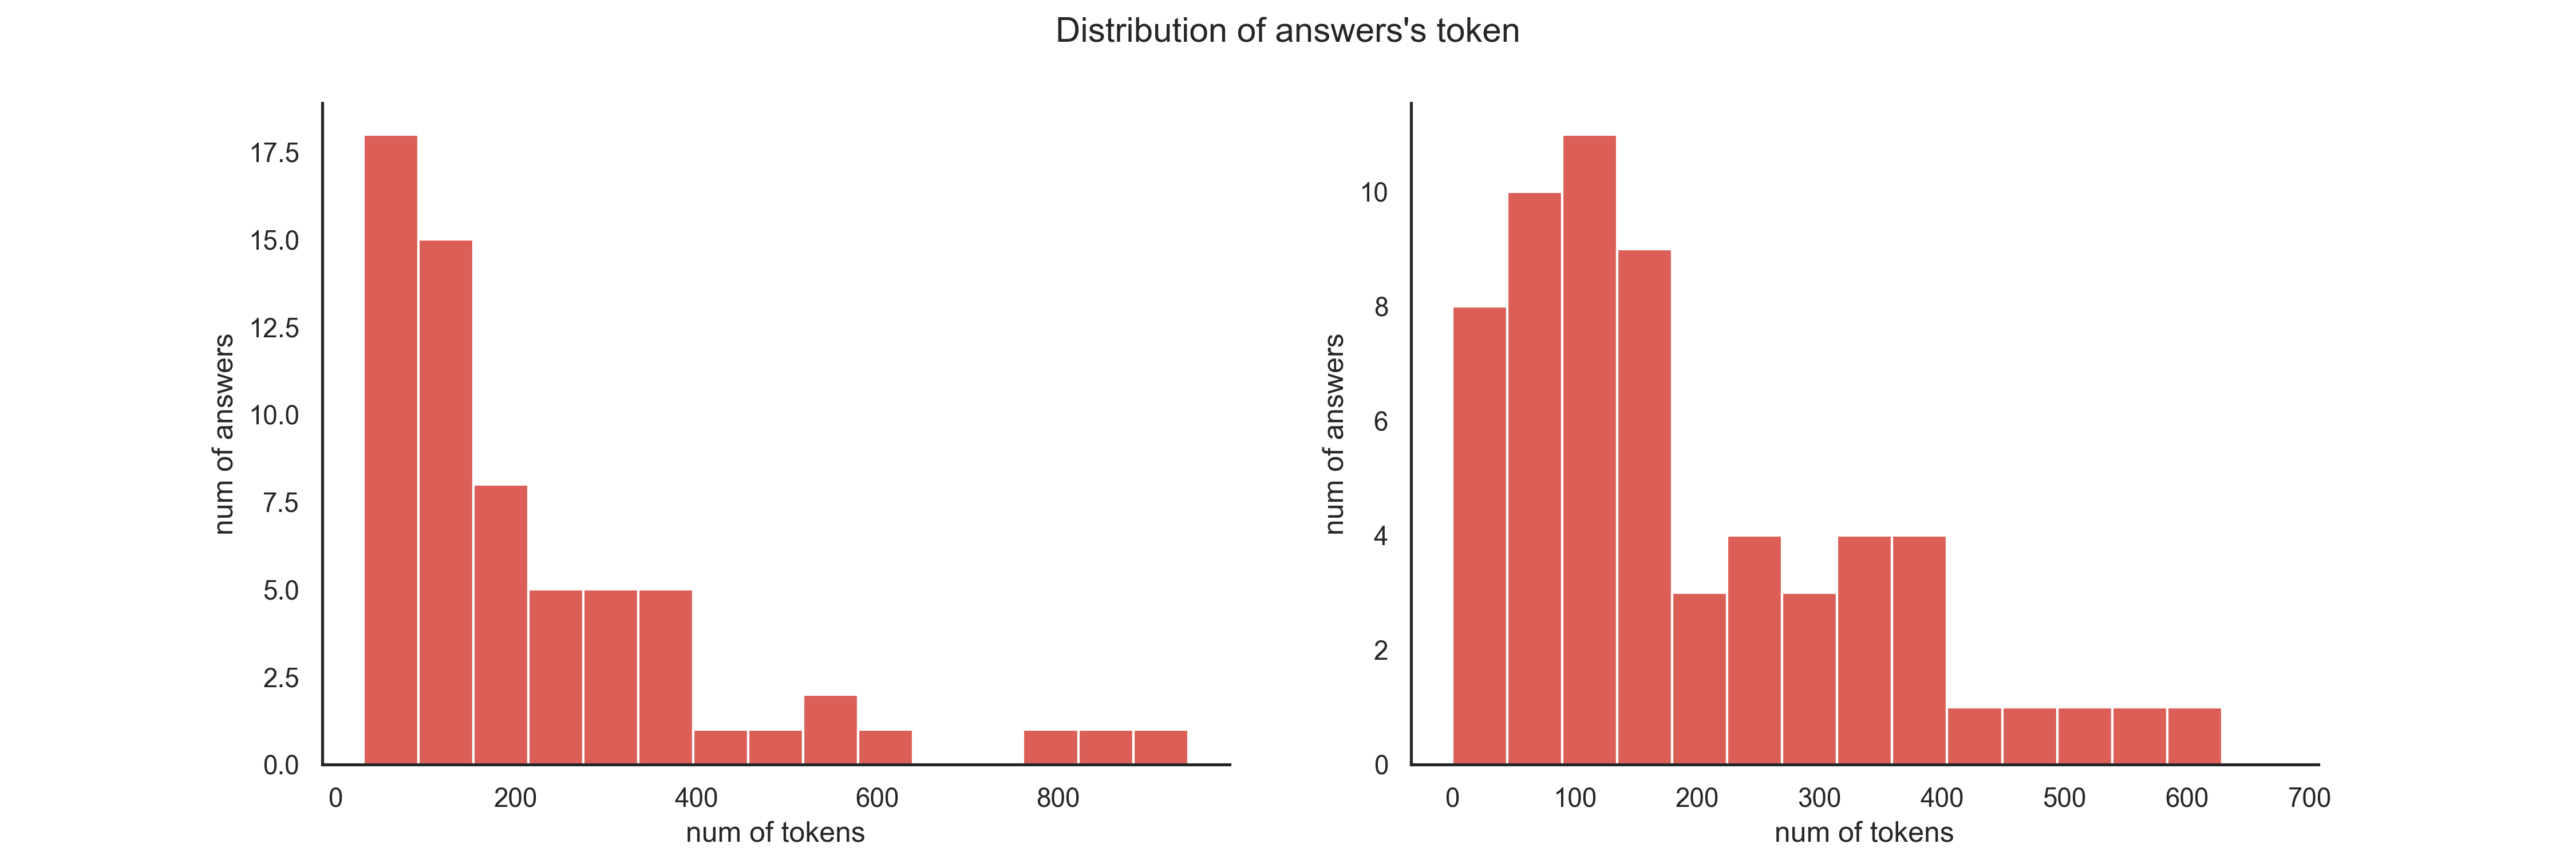 Distribution of answers's token
17.5
15.0
12.5
10.0
7.5
5.0
2.5
0.0
num of answers
0 200 400 600 800
num of tokens
10
8
6
4
2
0
num of answers
0 100 200 300 400 500 600 700
num of tokens